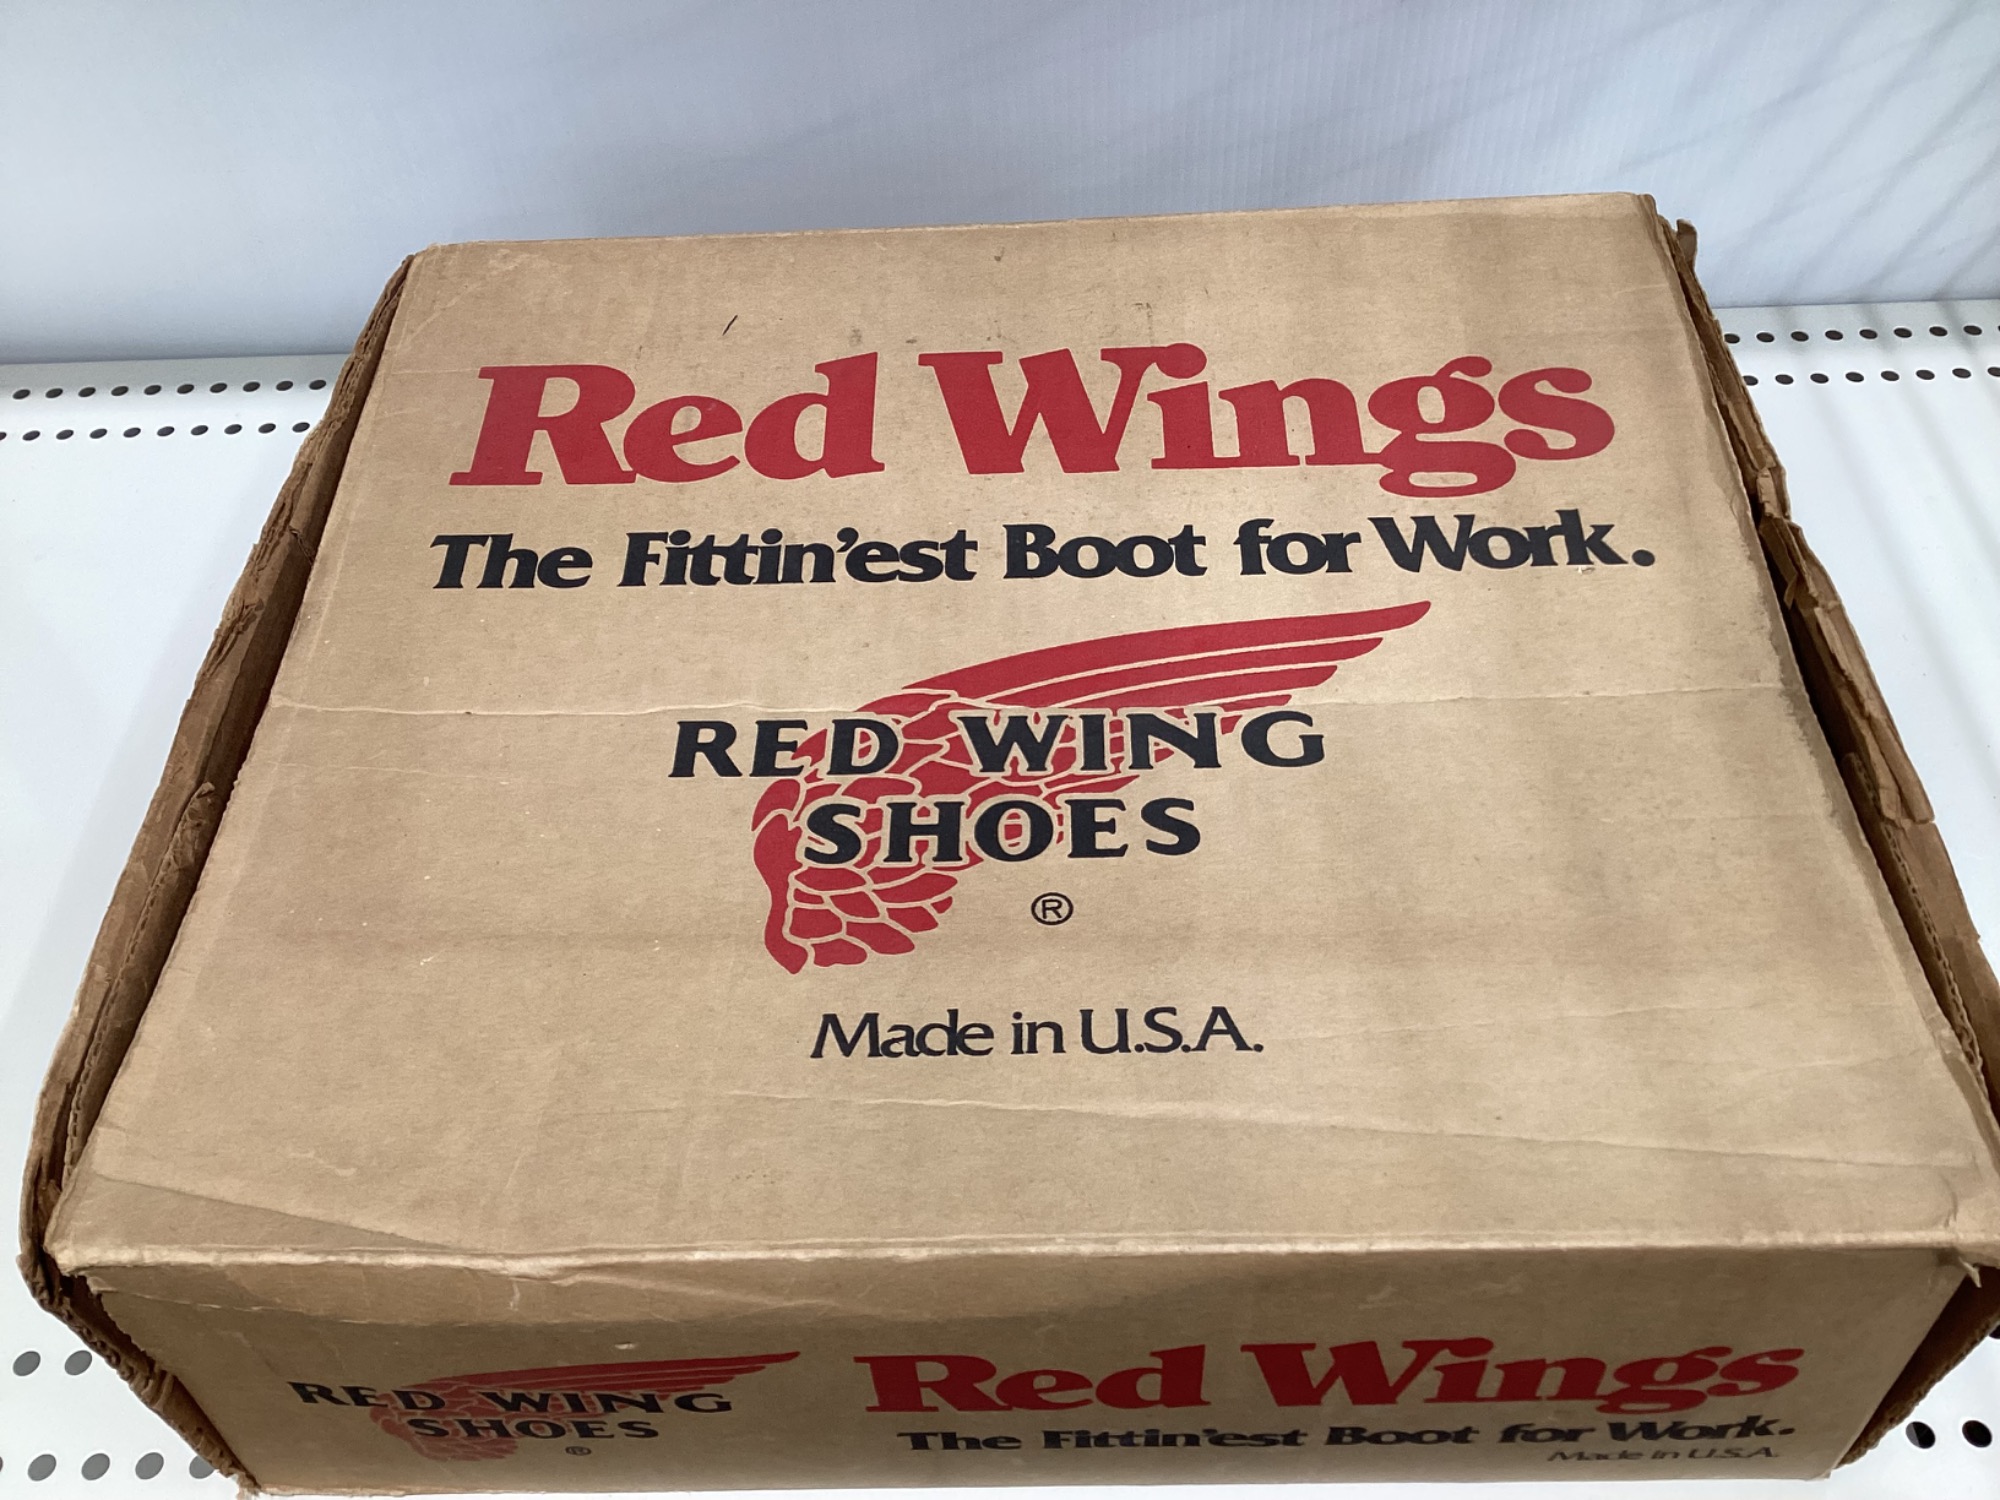 Red Wings
The Fittin'est Boot for Work.
RED WING
SHOES
®
Made in U.S.A.
RED WING
SHOES
®
Red Wings
The Fittin'est Boot for Work.
Made in U.S.A.